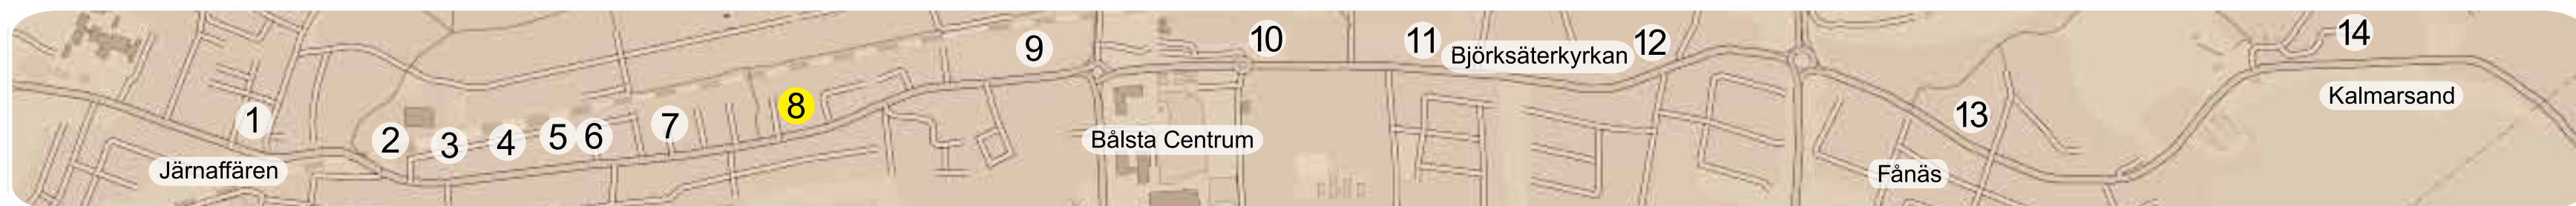 1
2
3
4
5
6
7
8
9
10
11
12
13
14
Järnaffären
Bålsta Centrum
Björksäterkyrkan
Fånäs
Kalmarsand